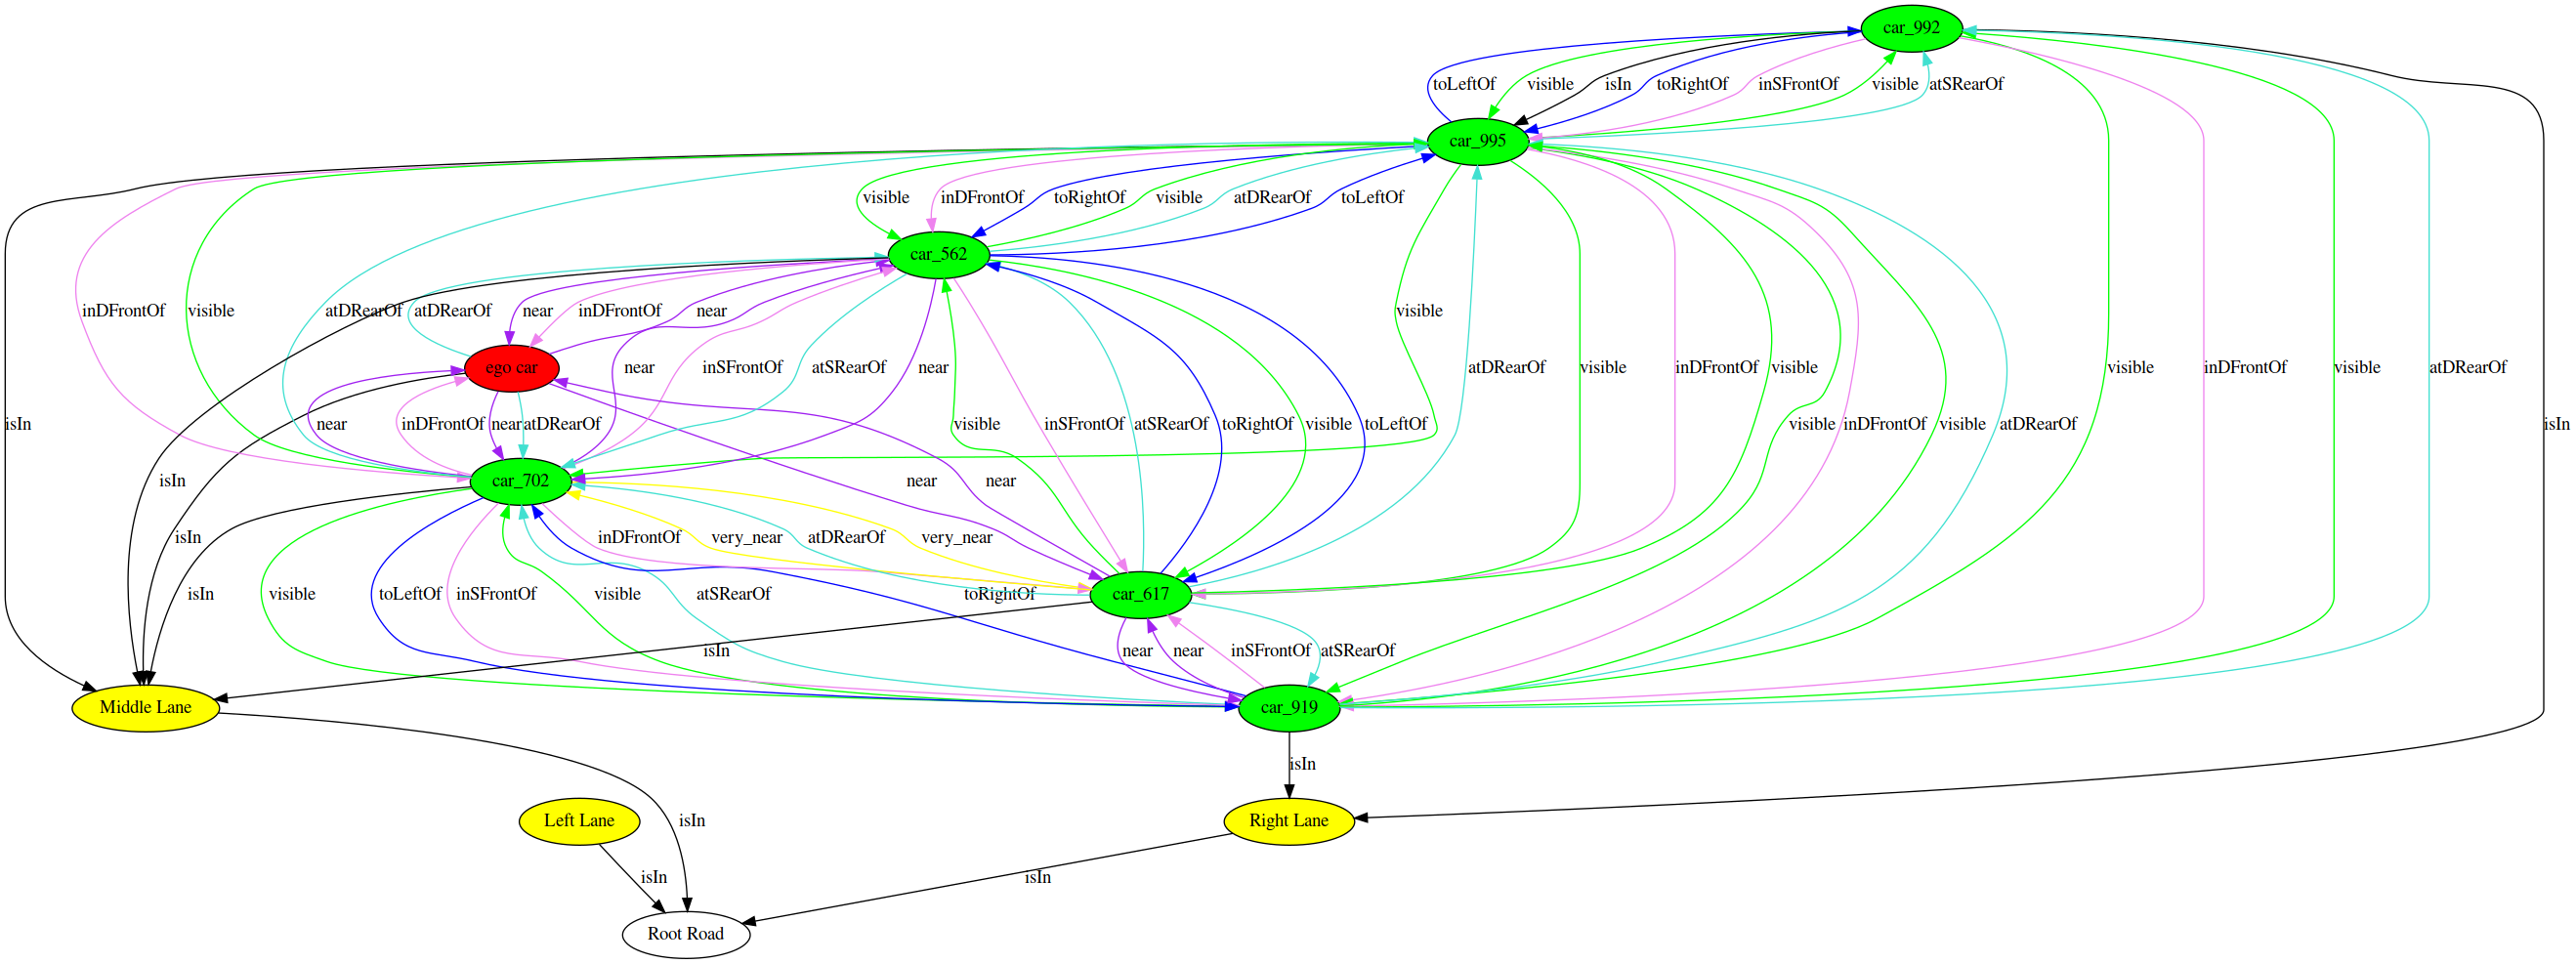 car_992
toLeftOf visible isIn toRightOf inSFrontOf visible atSRearOf
car_995
visible inDFrontOf toRightOf visible atDRearOf toLeftOf
car_562
inDFrontOf visible atDRearOf atDRearOf near inDFrontOf near visible
ego car near inSFrontOf atSRearOf near atDRearOf visible inDFrontOf visible visible inDFrontOf visible atDRearOf
isIn near inDFrontOf near atDRearOf visible inSFrontOf atSRearOf toRightOf visible toLeftOf visible inDFrontOf visible atDRearOf isIn
isIn car_702 near near
isIn inDFrontOf very_near atDRearOf very_near
isIn visible toLeftOf inSFrontOf visible atSRearOf toRightOf car_617
isIn near near inSFrontOf atSRearOf
Middle Lane car_919
isIn
Left Lane isIn Right Lane
isIn isIn
Root Road